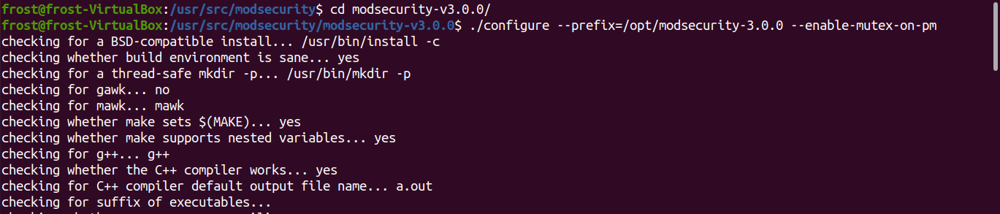 frost@frost-VirtualBox:/usr/src/modsecurity$ cd modsecurity-v3.0.0/
frost@frost-VirtualBox:/usr/src/modsecurity/modsecurity-v3.0.0$ ./configure --prefix=/opt/modsecurity-3.0.0 --enable-mutex-on-pm
checking for a BSD-compatible install... /usr/bin/install -c
checking whether build environment is sane... yes
checking for a thread-safe mkdir -p... /usr/bin/mkdir -p
checking for gawk... no
checking for mawk... mawk
checking whether make sets $(MAKE)... yes
checking whether make supports nested variables... yes
checking for g++... g++
checking whether the C++ compiler works... yes
checking for C++ compiler default output file name... a.out
checking for suffix of executables...